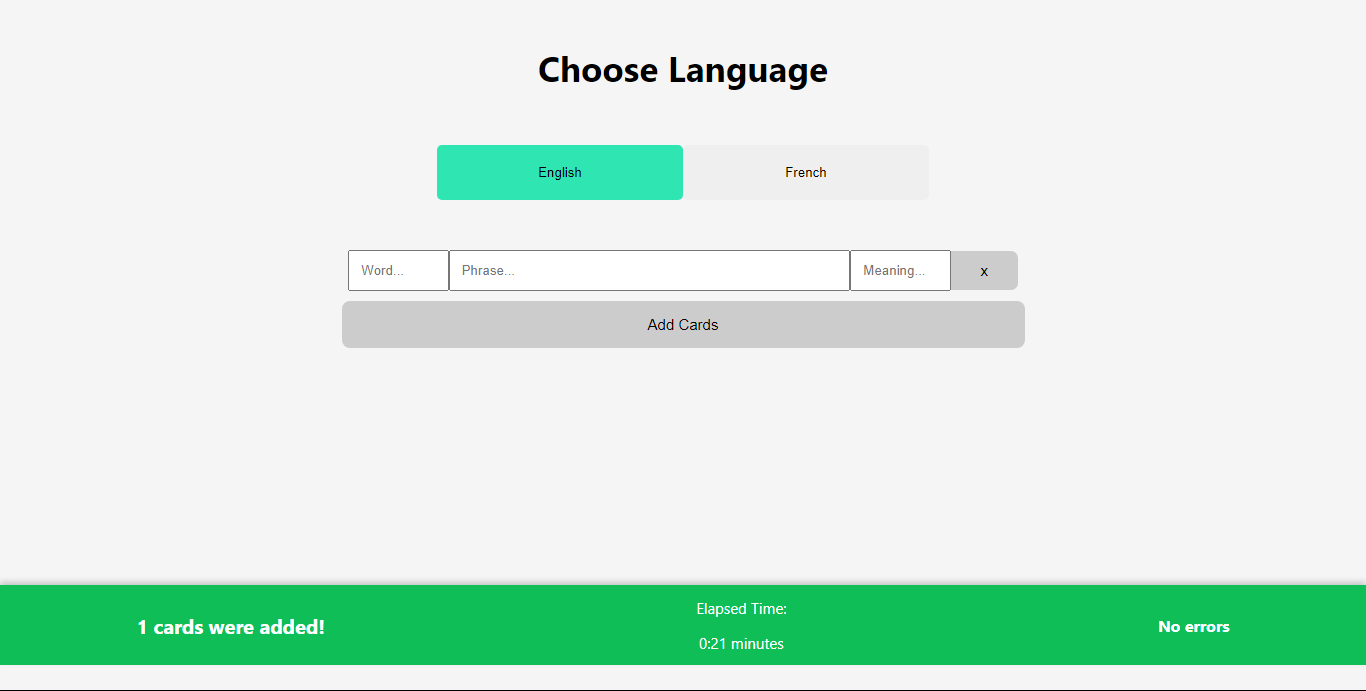 Choose Language
English French
Word... Phrase... Meaning... x
Add Cards
Elapsed Time:
1 cards were added! No errors
0:21 minutes